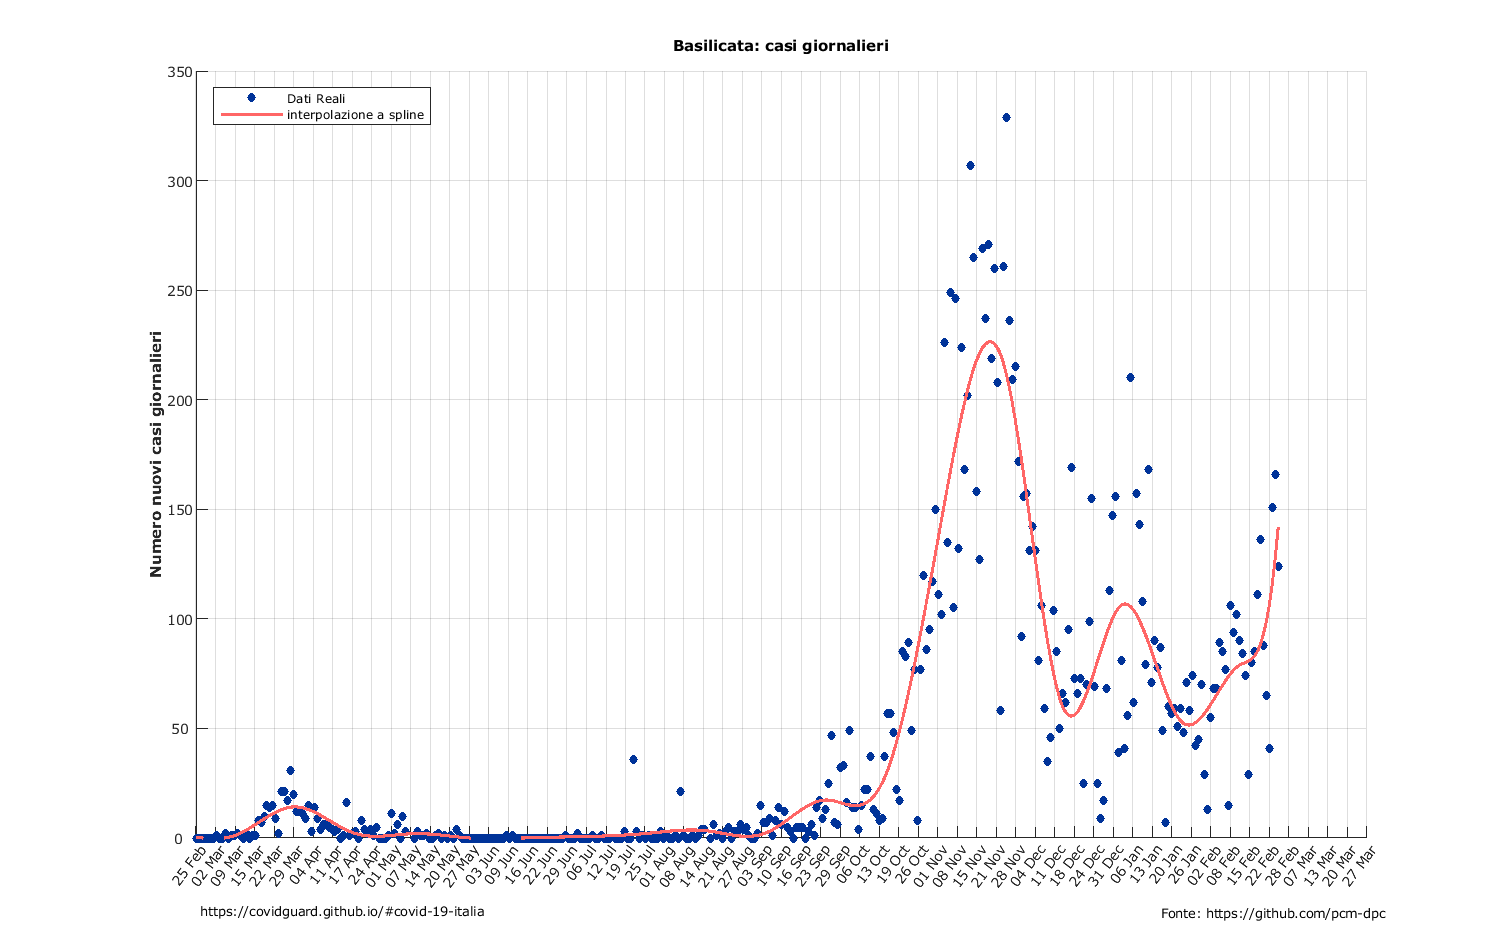 Basilicata: casi giornalieri
Dati Reali
interpolazione a spline
Numero nuovi casi giornalieri
350
300
250
200
150
100
50
0
25 Feb
02 Mar
09 Mar
15 Mar
22 Mar
29 Mar
04 Apr
11 Apr
17 Apr
24 Apr
01 May
07 May
14 May
20 May
27 May
03 Jun
09 Jun
16 Jun
22 Jun
29 Jun
06 Jul
12 Jul
19 Jul
25 Jul
01 Aug
08 Aug
14 Aug
21 Aug
27 Aug
03 Sep
10 Sep
16 Sep
23 Sep
29 Sep
06 Oct
13 Oct
19 Oct
26 Oct
01 Nov
08 Nov
15 Nov
21 Nov
28 Nov
04 Dec
11 Dec
18 Dec
24 Dec
31 Dec
06 Jan
13 Jan
20 Jan
26 Jan
02 Feb
08 Feb
15 Feb
22 Feb
28 Feb
07 Mar
13 Mar
20 Mar
27 Mar
https://covidguard.github.io/#covid-19-italia
Fonte: https://github.com/pcm-dpc